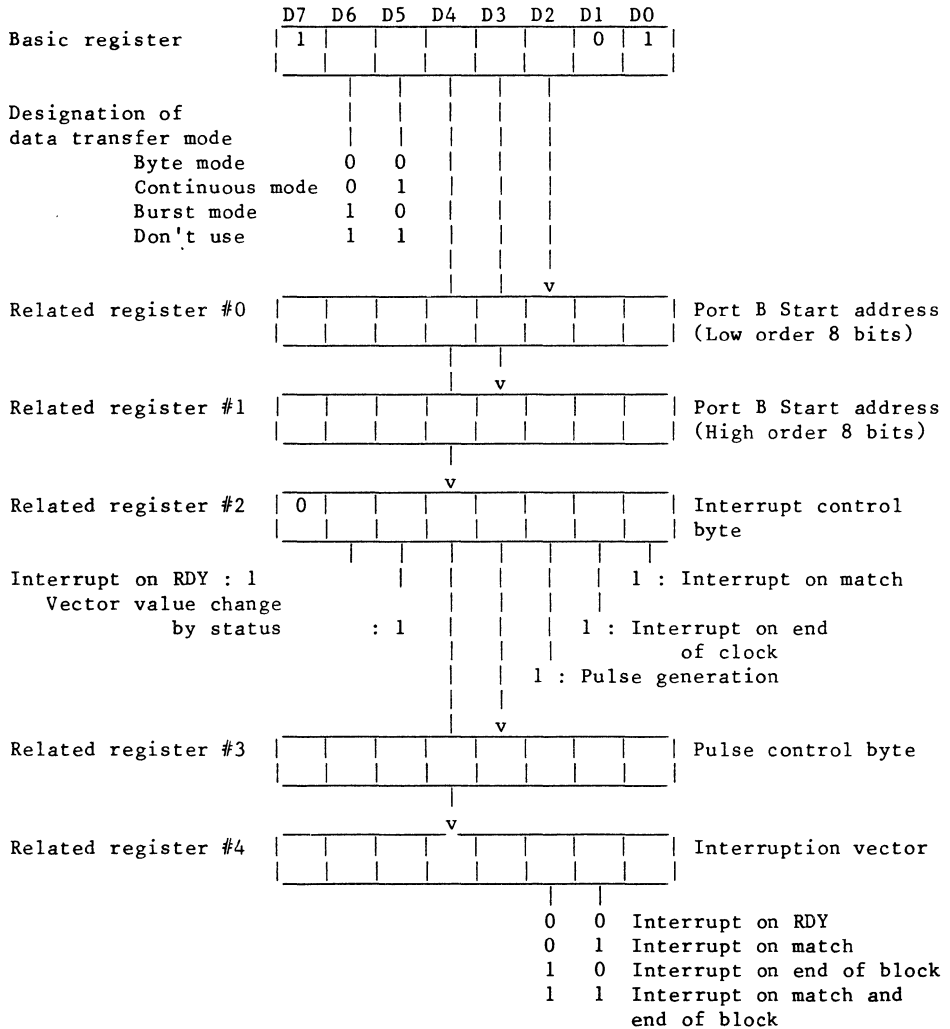 D7 D6 D5 D4 D3 D2 D1 D0
Basic register 1 0 1
Designation of
data transfer mode
Byte mode 0 0
Continuous mode 0 1
Burst mode 1 0
Don't use 1 1
v
Related register #0 Port B Start address
(Low order 8 bits)
v
Related register #1 Port B Start address
(High order 8 bits)
v
Related register #2 0 Interrupt control
byte
Interrupt on RDY : 1 1 : Interrupt on match
Vector value change
by status : 1 1 : Interrupt on end
of clock
1 : Pulse generation
v
Related register #3 Pulse control byte
v
Related register #4 Interruption vector
0 0 Interrupt on RDY
0 1 Interrupt on match
1 0 Interrupt on end of block
1 1 Interrupt on match and
end of block